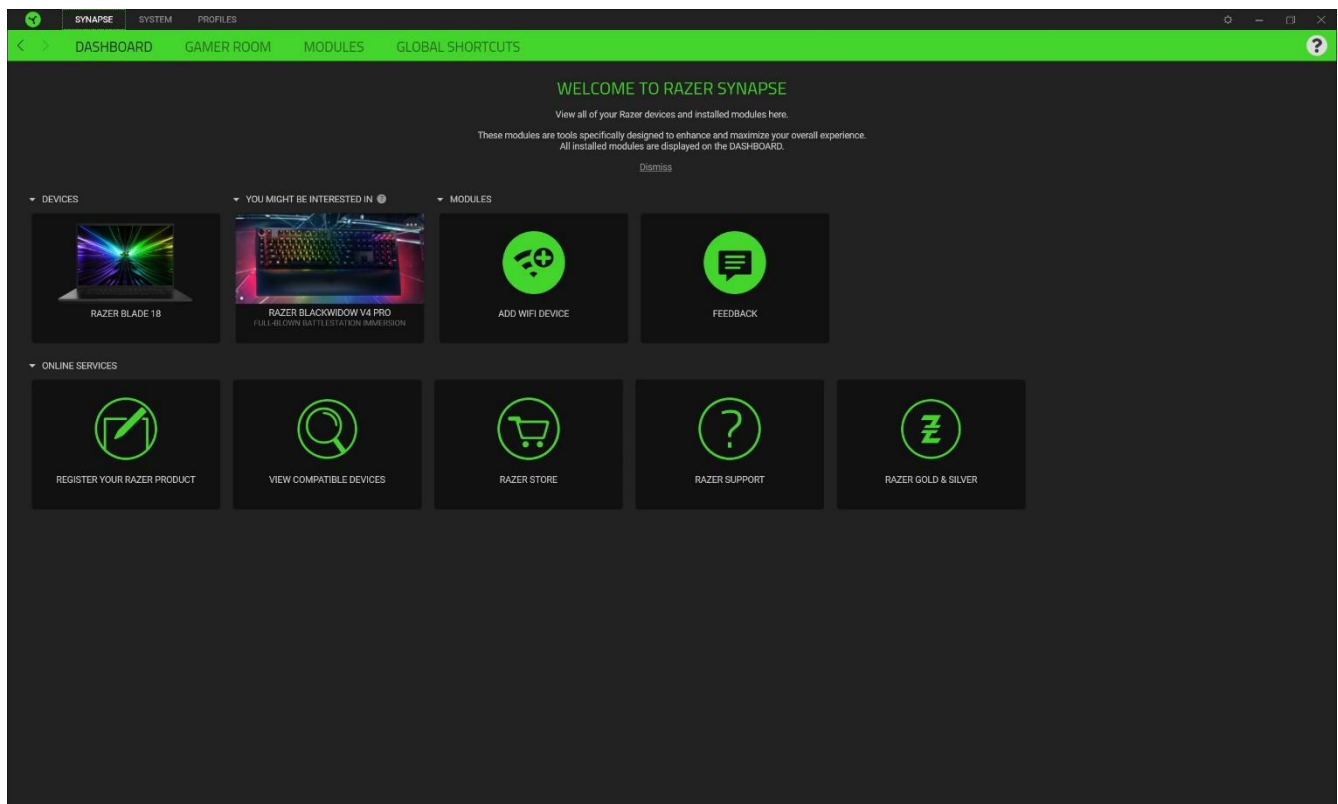 SYNAPSE SYSTEM PROFILES
DASHBOARD GAMER ROOM MODULES GLOBAL SHORTCUTS
WELCOME TO RAZER SYNAPSE
View all of your Razer devices and installed modules here.
These modules are tools specifically designed to enhance and maximize your overall experience.
All installed modules are displayed on the DASHBOARD.
Dismiss
DEVICES
YOU MIGHT BE INTERESTED IN ?
MODULES
RAZER BLADE 18
RAZER BLACKWIDOW V4 PRO
FULL-BLOWN BATTLESTATION IMMERSION
ADD WIFI DEVICE
FEEDBACK
ONLINE SERVICES
REGISTER YOUR RAZER PRODUCT
VIEW COMPATIBLE DEVICES
RAZER STORE
RAZER SUPPORT
RAZER GOLD & SILVER